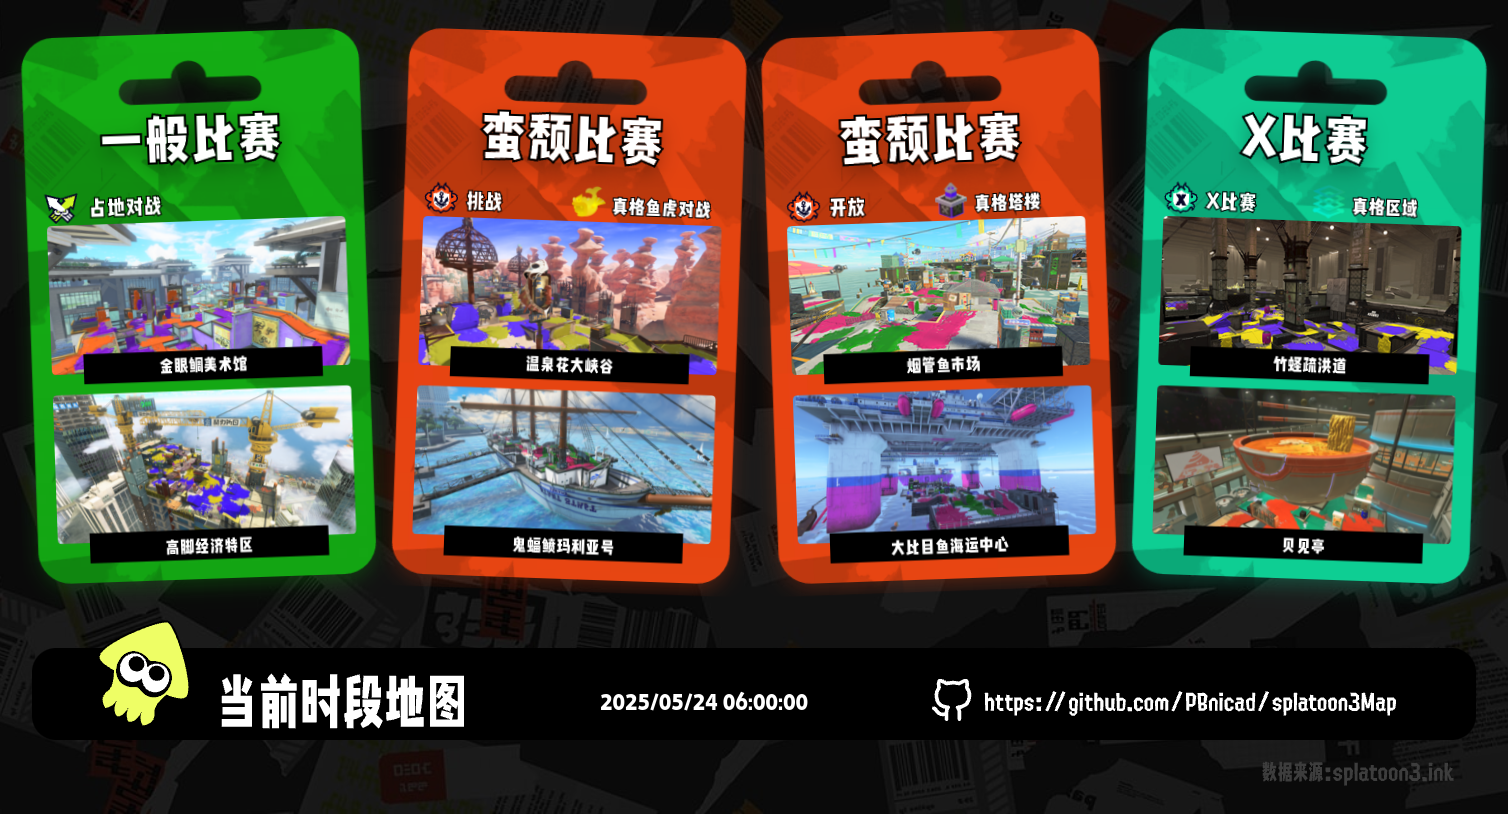 一般比赛
占地对战
金眼鲷美术馆
高脚经济特区
蛮颓比赛
挑战
真格鱼虎对战
温泉花大峡谷
鬼蝠鲼玛利亚号
蛮颓比赛
开放
真格塔楼
烟管鱼市场
大比目鱼海运中心
X比赛
X比赛
真格区域
竹蛏疏洪道
贝见亭
当前时段地图
2025/05/24 06:00:00
https://github.com/PBnicad/splatoon3Map
数据来源:splatoon3.ink